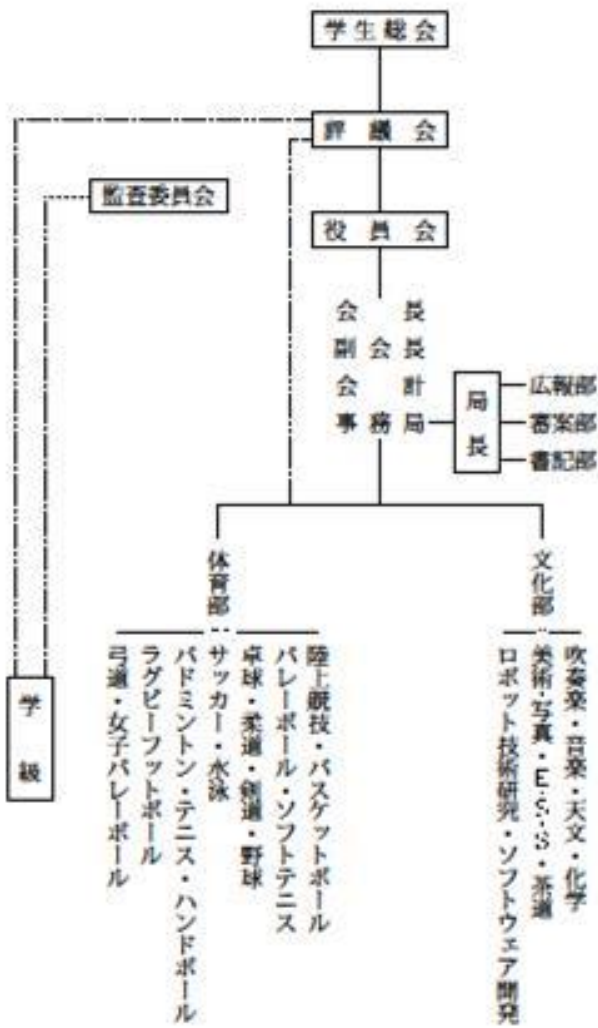 学生総会
評議会
監査委員会
役員会
会長
副会長
会計
事務局
局長
広報部
審案部
書記部
体育部
文化部
陸上競技・バスケットボール
バレーボール・ソフトテニス
卓球・柔道・剣道・野球
サッカー・水泳
バドミントン・テニス・ハンドボール
ラグビーフットボール
弓道・女子バレーボール
吹奏楽・音楽・天文・化学
美術・写真・E・S・S・茶道
ロボット技術研究・ソフトウェア開発
学級